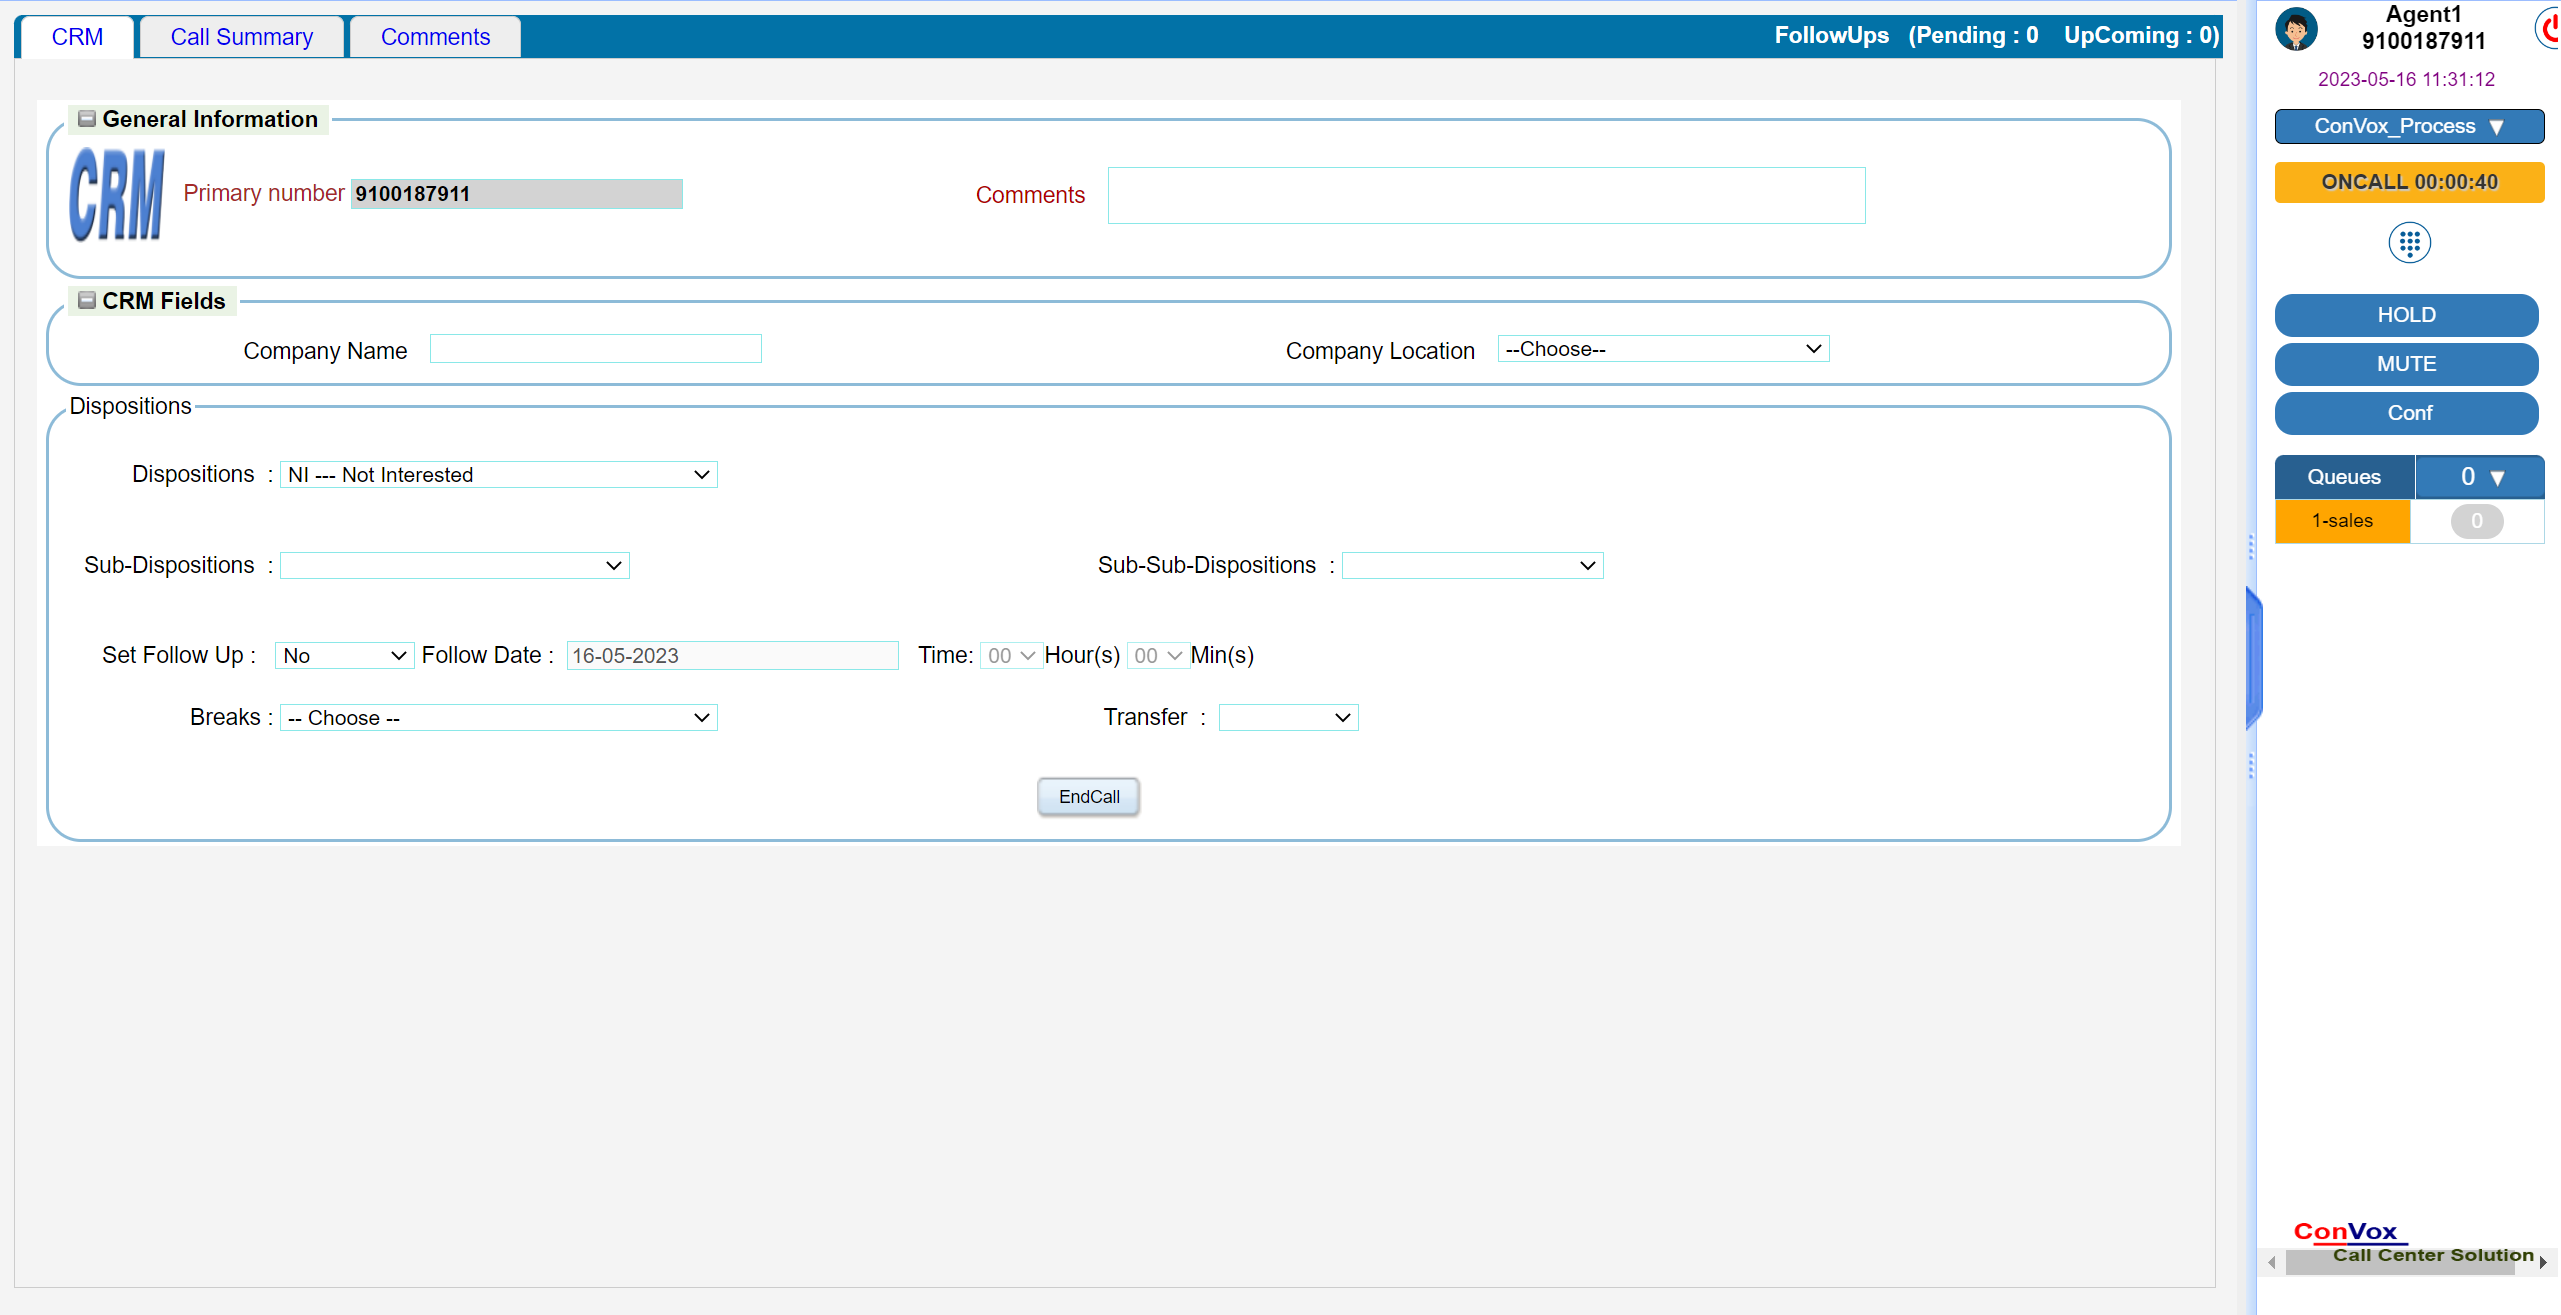 CRM Call Summary Comments FollowUps (Pending : 0 UpComing : 0)
General Information
CRM Primary number 9100187911 Comments
CRM Fields
Company Name Company Location --Choose--
Dispositions
Dispositions : NI --- Not Interested
Sub-Dispositions : Sub-Sub-Dispositions :
Set Follow Up : No Follow Date : 16-05-2023 Time: 00 Hour(s) 00 Min(s)
Breaks : -- Choose -- Transfer :
EndCall
Agent1
9100187911
2023-05-16 11:31:12
ConVox_Process ▼
ONCALL 00:00:40
HOLD
MUTE
Conf
Queues 0 ▼
1-sales 0
ConVox
Call Center Solution